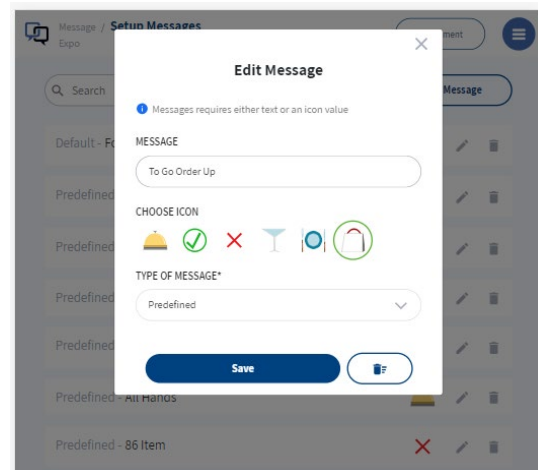 Message / Setup Messages
Expo
ment
Search
Message
Edit Message
Messages requires either text or an icon value
MESSAGE
To Go Order Up
CHOOSE ICON
TYPE OF MESSAGE*
Predefined
Save
Default - Fo
Predefined
Predefined
Predefined
Predefined
Predefined - All Hands
Predefined - 86 Item